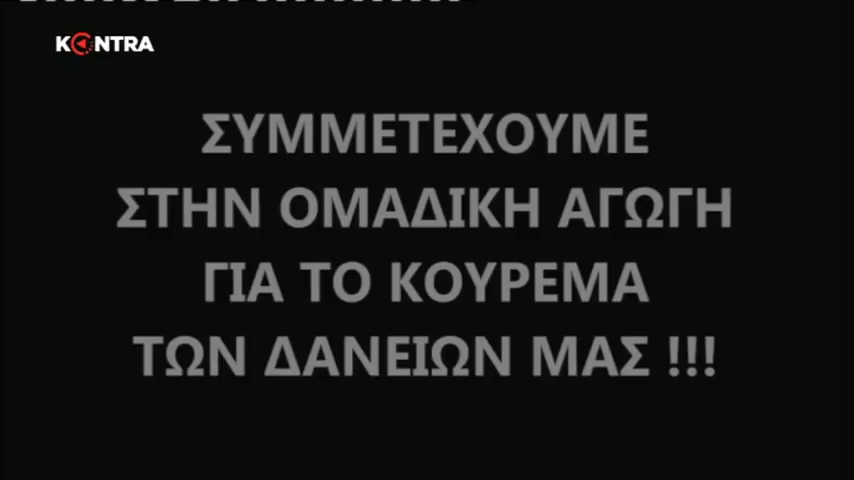 KONTRA
ΣΥΜΜΕΤΕΧΟΥΜΕ
ΣΤΗΝ ΟΜΑΔΙΚΗ ΑΓΩΓΗ
ΓΙΑ ΤΟ ΚΟΥΡΕΜΑ
ΤΩΝ ΔΑΝΕΙΩΝ ΜΑΣ !!!